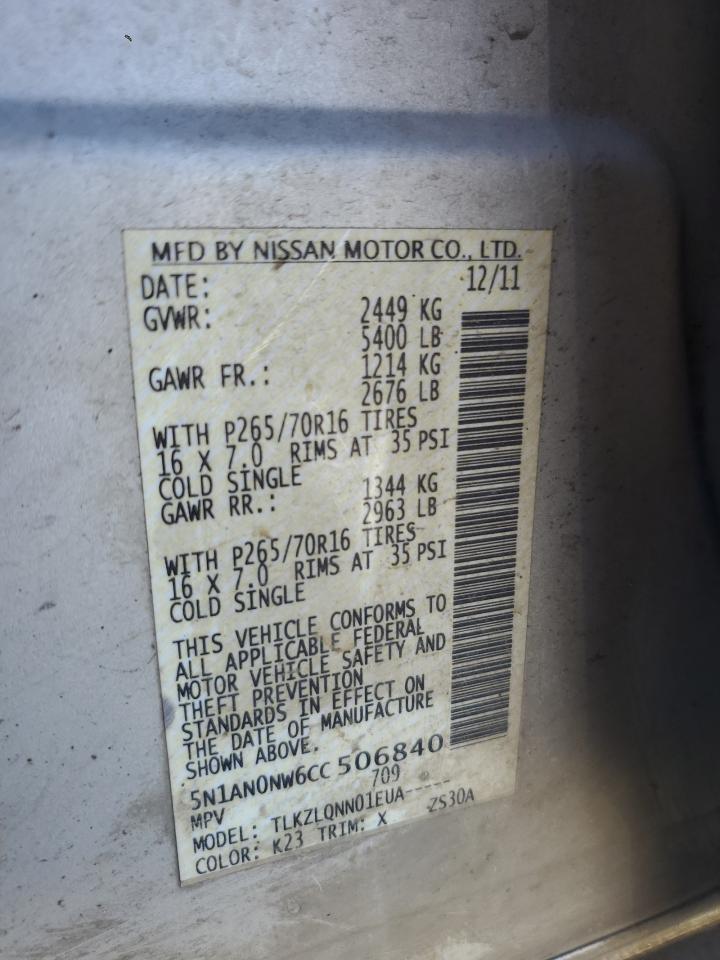 MFD BY NISSAN MOTOR CO., LTD.
DATE: 12/11
GVWR: 2449 KG
5400 LB
GAWR FR.: 1214 KG
2676 LB
WITH P265/70R16 TIRES
16 X 7.0 RIMS AT 35 PSI
COLD SINGLE
GAWR RR.: 1344 KG
2963 LB
WITH P265/70R16 TIRES
16 X 7.0 RIMS AT 35 PSI
COLD SINGLE
THIS VEHICLE CONFORMS TO
ALL APPLICABLE FEDERAL
MOTOR VEHICLE SAFETY AND
THEFT PREVENTION
STANDARDS IN EFFECT ON
THE DATE OF MANUFACTURE
SHOWN ABOVE.
5N1AN0NW6CC 506840
MPV 709
MODEL: TLKZLQNN01EUA-----
COLOR: K23 TRIM: X ZS30A